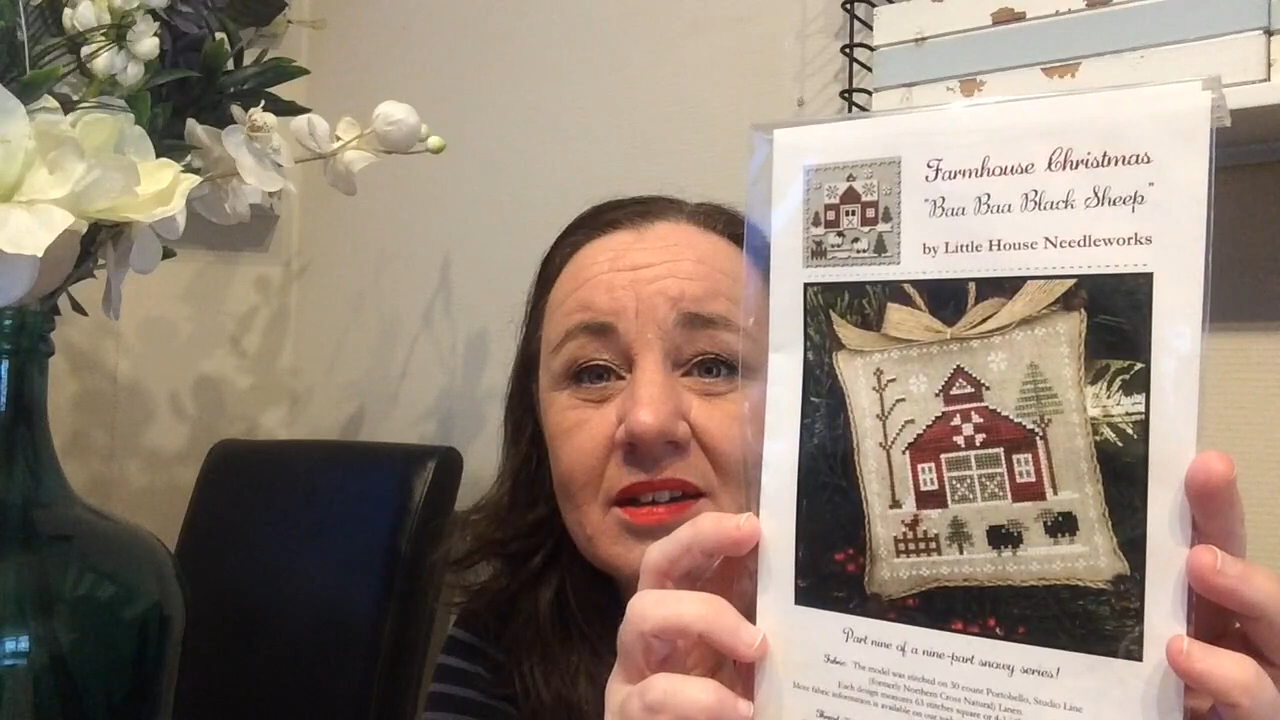 Farmhouse Christmas
"Baa Baa Black Sheep"
by Little House Needleworks
Part nine of a nine-part snowy series!
Fabric: The model was stitched on 30 count Portobello, Studio Lane
(formerly Northern Cross Natural) Linen
Each design measures 63 stitches square or
More fabric information is available on our